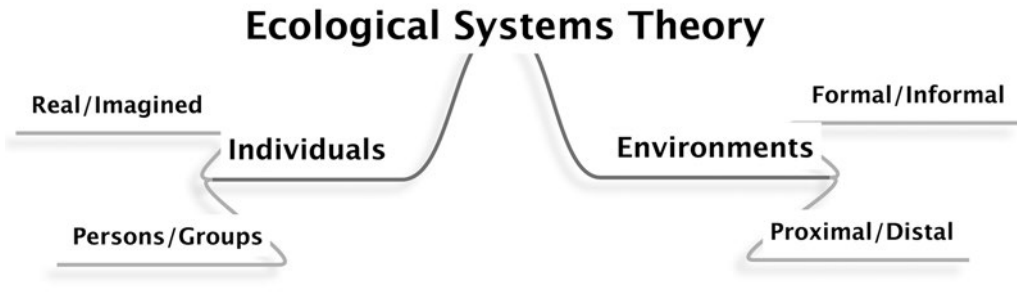 Ecological Systems Theory
Real/Imagined
Formal/Informal
Individuals
Environments
Persons/Groups
Proximal/Distal